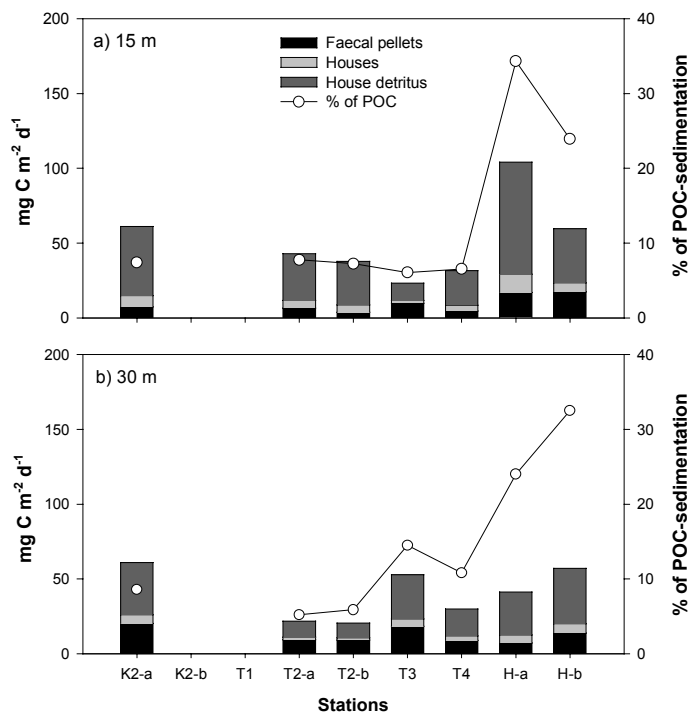 200
40
a) 15 m
Faecal pellets
Houses
House detritus
% of POC
150
30
100
20
50
10
0
0
mg C m⁻² d⁻¹
% of POC-sedimentation
200
40
b) 30 m
150
30
100
20
50
10
0
0
mg C m⁻² d⁻¹
% of POC-sedimentation
K2-a K2-b T1 T2-a T2-b T3 T4 H-a H-b
Stations